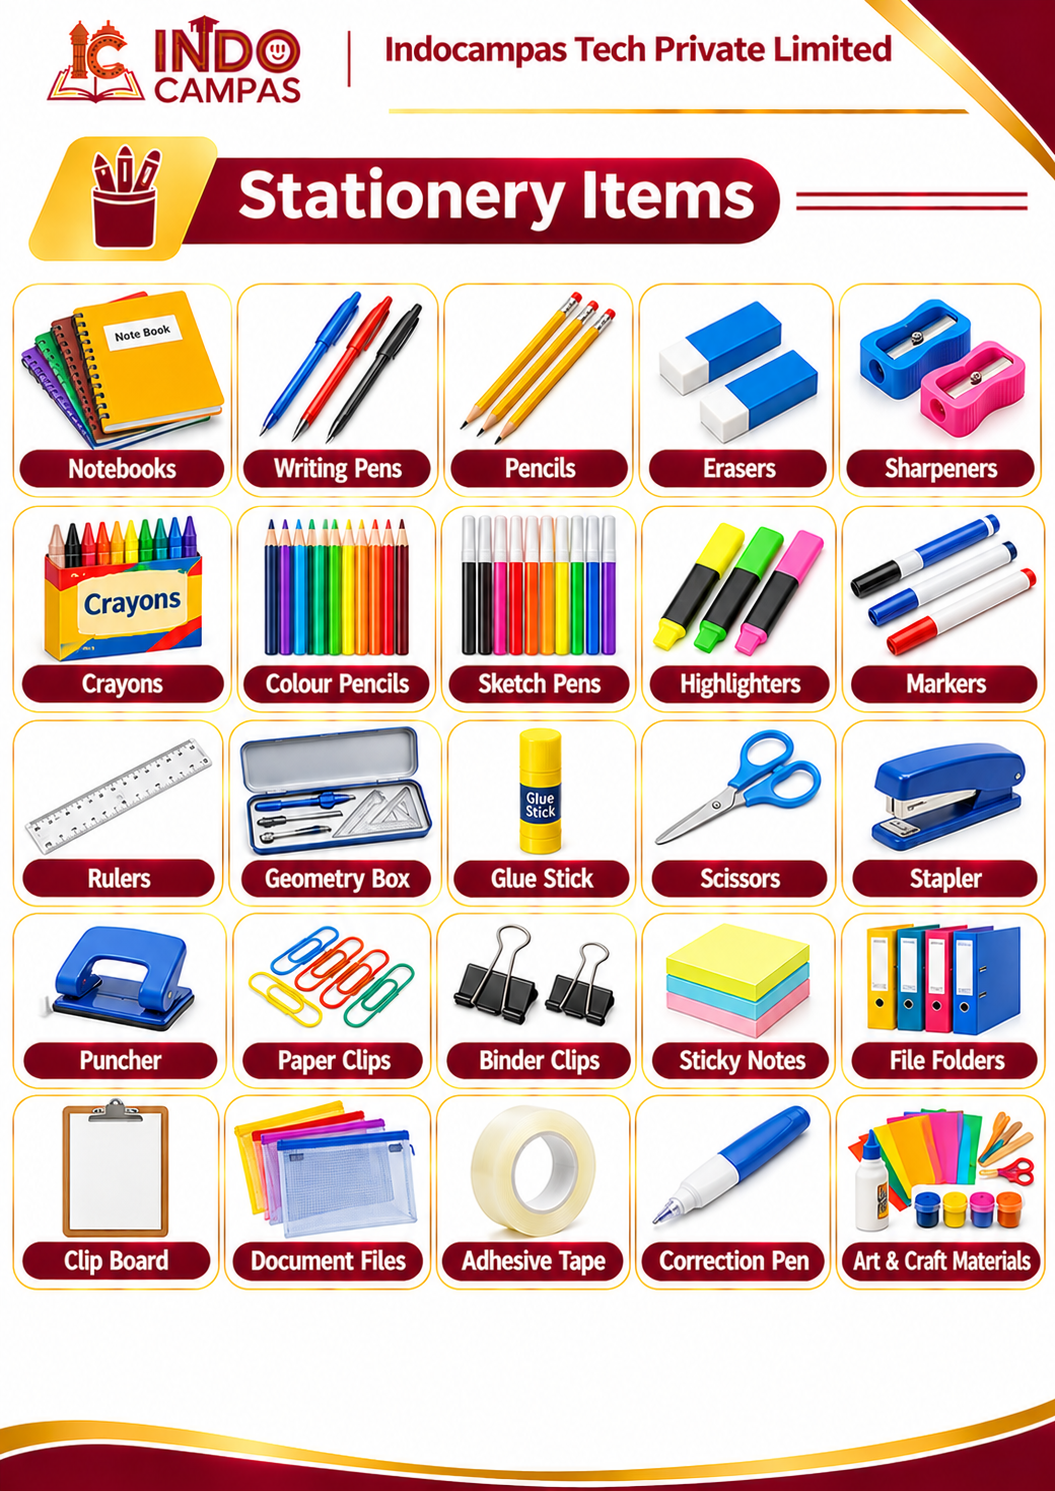 IC INDO
CAMPAS
Indocampas Tech Private Limited
Stationery Items
Note Book
Notebooks
Writing Pens
Pencils
Erasers
Sharpeners
Crayons
Crayons
Colour Pencils
Sketch Pens
Highlighters
Markers
Rulers
Geometry Box
Glue
Stick
Glue Stick
Scissors
Stapler
Puncher
Paper Clips
Binder Clips
Sticky Notes
File Folders
Clip Board
Document Files
Adhesive Tape
Correction Pen
Art & Craft Materials